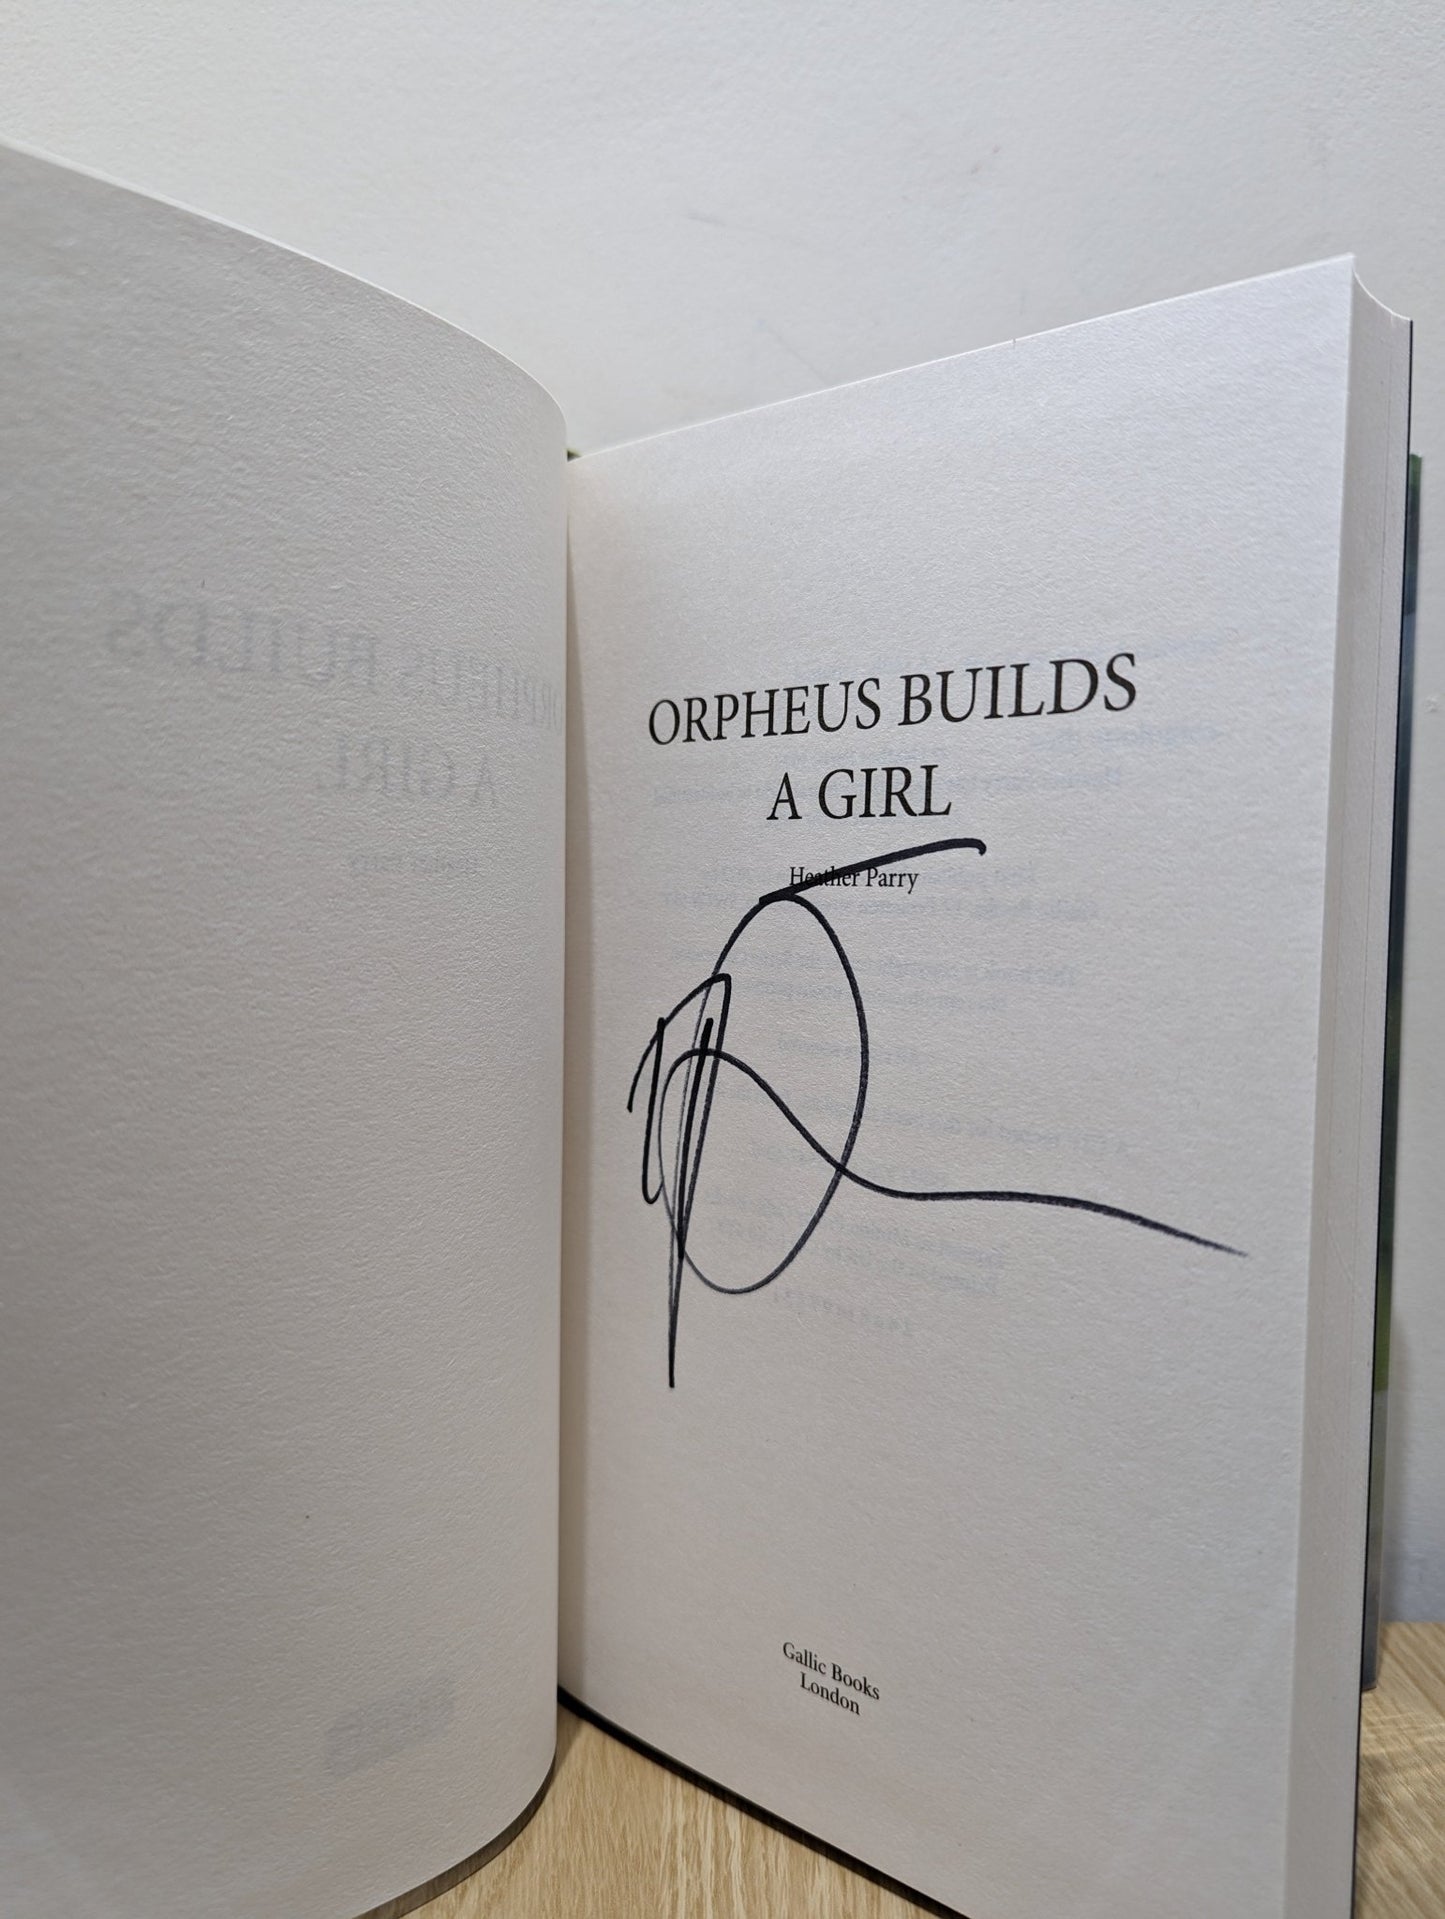 ORPHEUS BUILDS
A GIRL
Heather Parry
Gallic Books
London